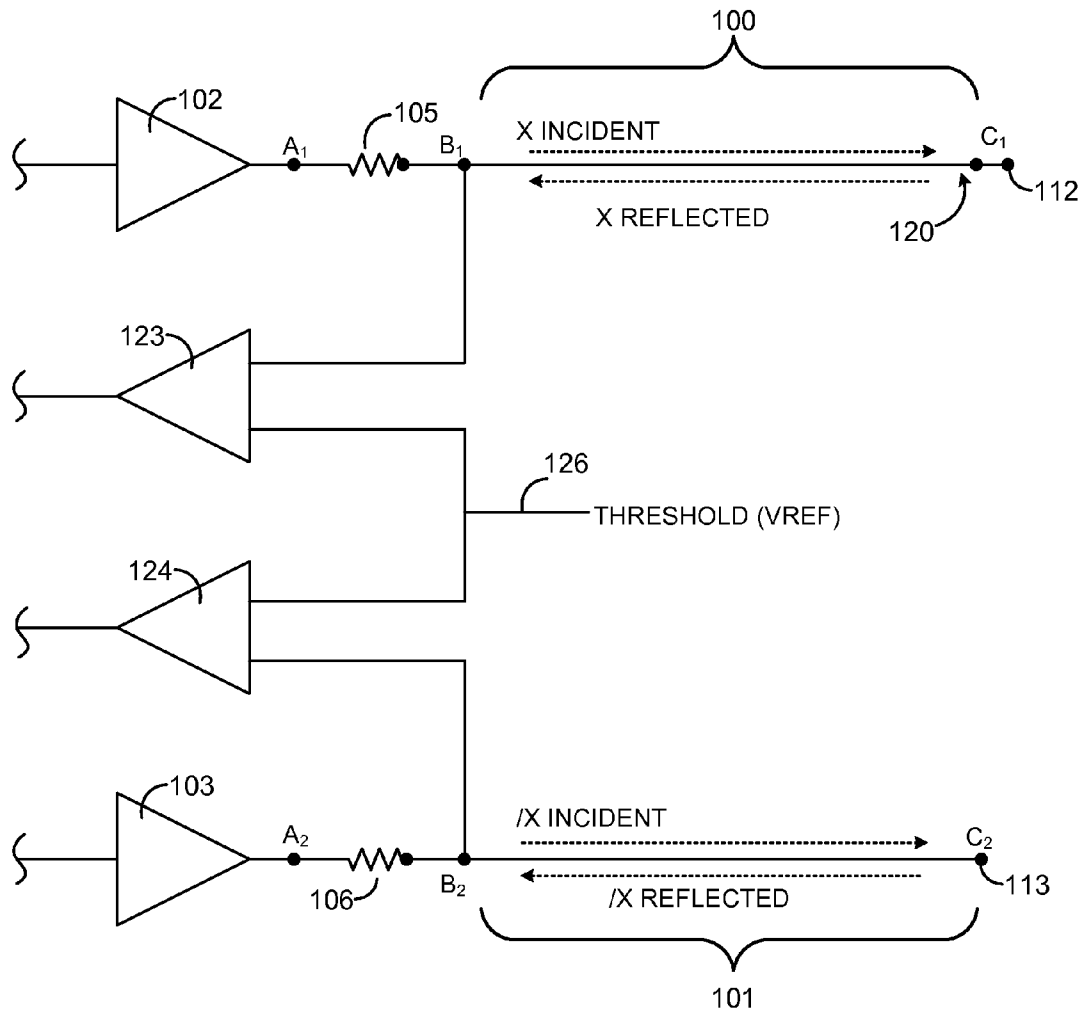 100
102
105
A₁
B₁
X INCIDENT
C₁
X REFLECTED
120
112
123
126
THRESHOLD (VREF)
124
103
A₂
/X INCIDENT
C₂
106
B₂
/X REFLECTED
113
101